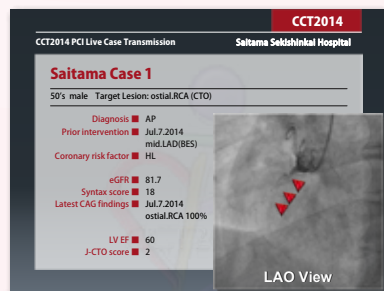 CCT2014
CCT2014 PCI Live Case Transmission
Saitama Sekishinkai Hospital
Saitama Case 1
50's male Target Lesion: ostial.RCA (CTO)
Diagnosis ■ AP
Prior intervention ■ Jul.7.2014
mid.LAD(BES)
Coronary risk factor ■ HL
eGFR ■ 81.7
Syntax score ■ 18
Latest CAG findings ■ Jul.7.2014
ostial.RCA 100%
LV EF ■ 60
J-CTO score ■ 2
LAO View